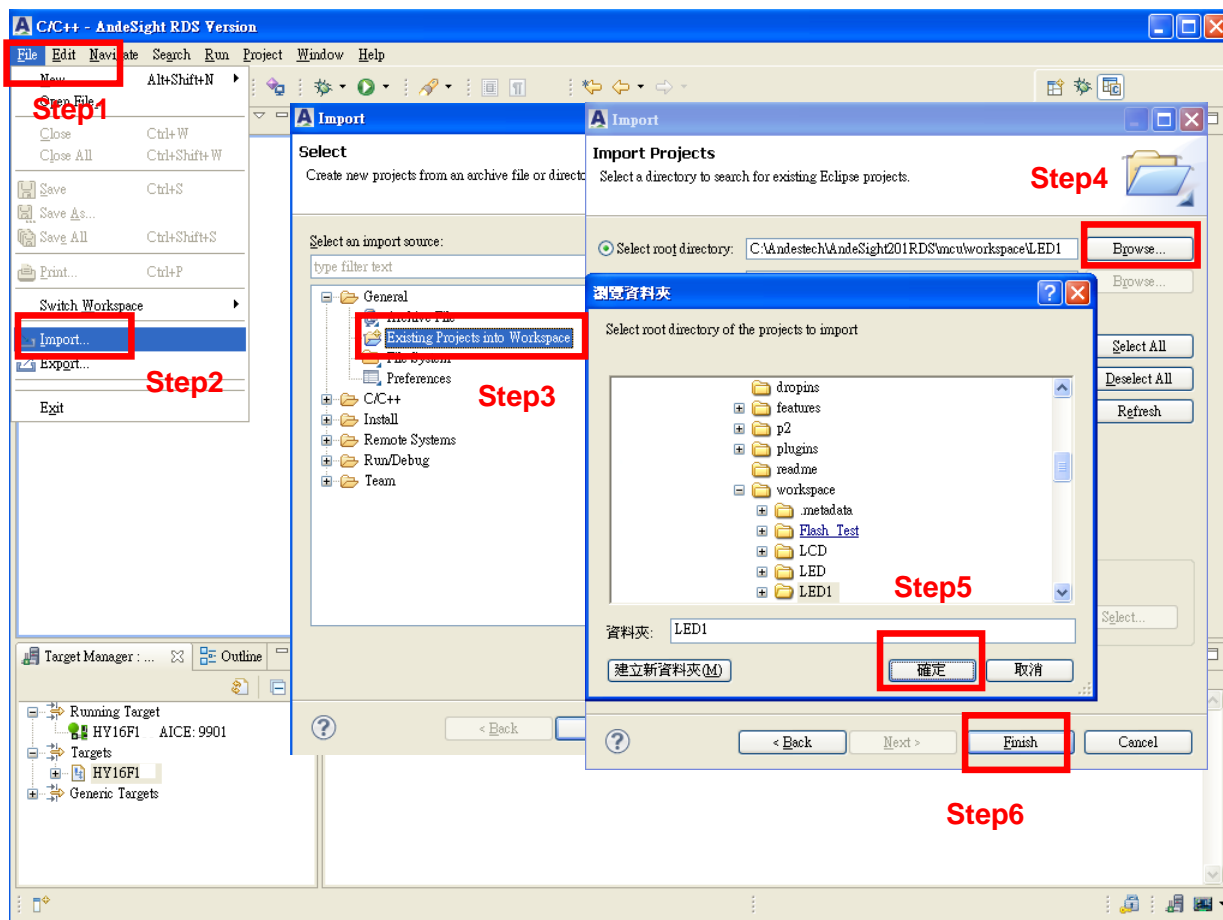 C/C++ - AndeSight RDS Version
File Edit Navigate Search Run Project Window Help
New Alt+Shift+N
Open File...
Step1
Close Ctrl+W
Close All Ctrl+Shift+W
Save Ctrl+S
Save As...
Save All Ctrl+Shift+S
Print... Ctrl+P
Switch Workspace
Import...
Export...
Step2
Exit
Import
Select
Create new projects from an archive file or directo
Select an import source:
type filter text
General
Archive File
Existing Projects into Workspace
File System
Preferences
Step3
C/C++
Install
Remote Systems
Run/Debug
Team
< Back
Import
Import Projects
Select a directory to search for existing Eclipse projects.
Step4
Select root directory: C:\Andestech\AndeSight201RDS\mcu\workspace\LED1 Browse...
Browse...
Select All
Deselect All
Refresh
Select...
瀏覽資料夾
Select root directory of the projects to import
dropins
features
p2
plugins
readme
workspace
.metadata
Flash_Test
LCD
LED
LED1
Step5
資料夾: LED1
建立新資料夾(M) 確定 取消
< Back Next > Finish Cancel
Step6
Target Manager : ... Outline
Running Target
HY16F1 AICE: 9901
Targets
HY16F1
Generic Targets